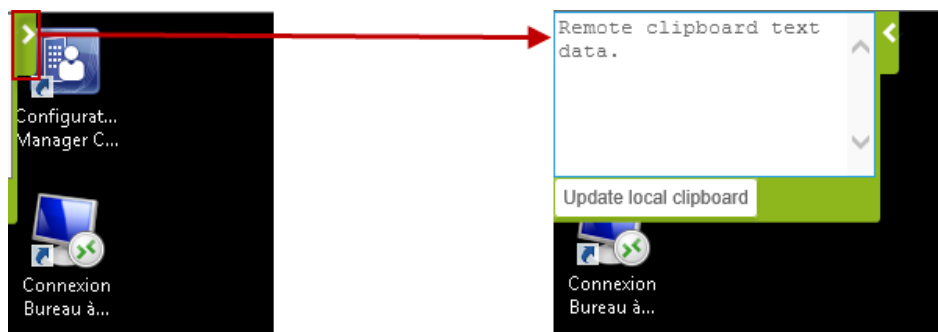 Configurat...
Manager C...
Connexion
Bureau à...
Remote clipboard text
data.
Update local clipboard
Connexion
Bureau à...